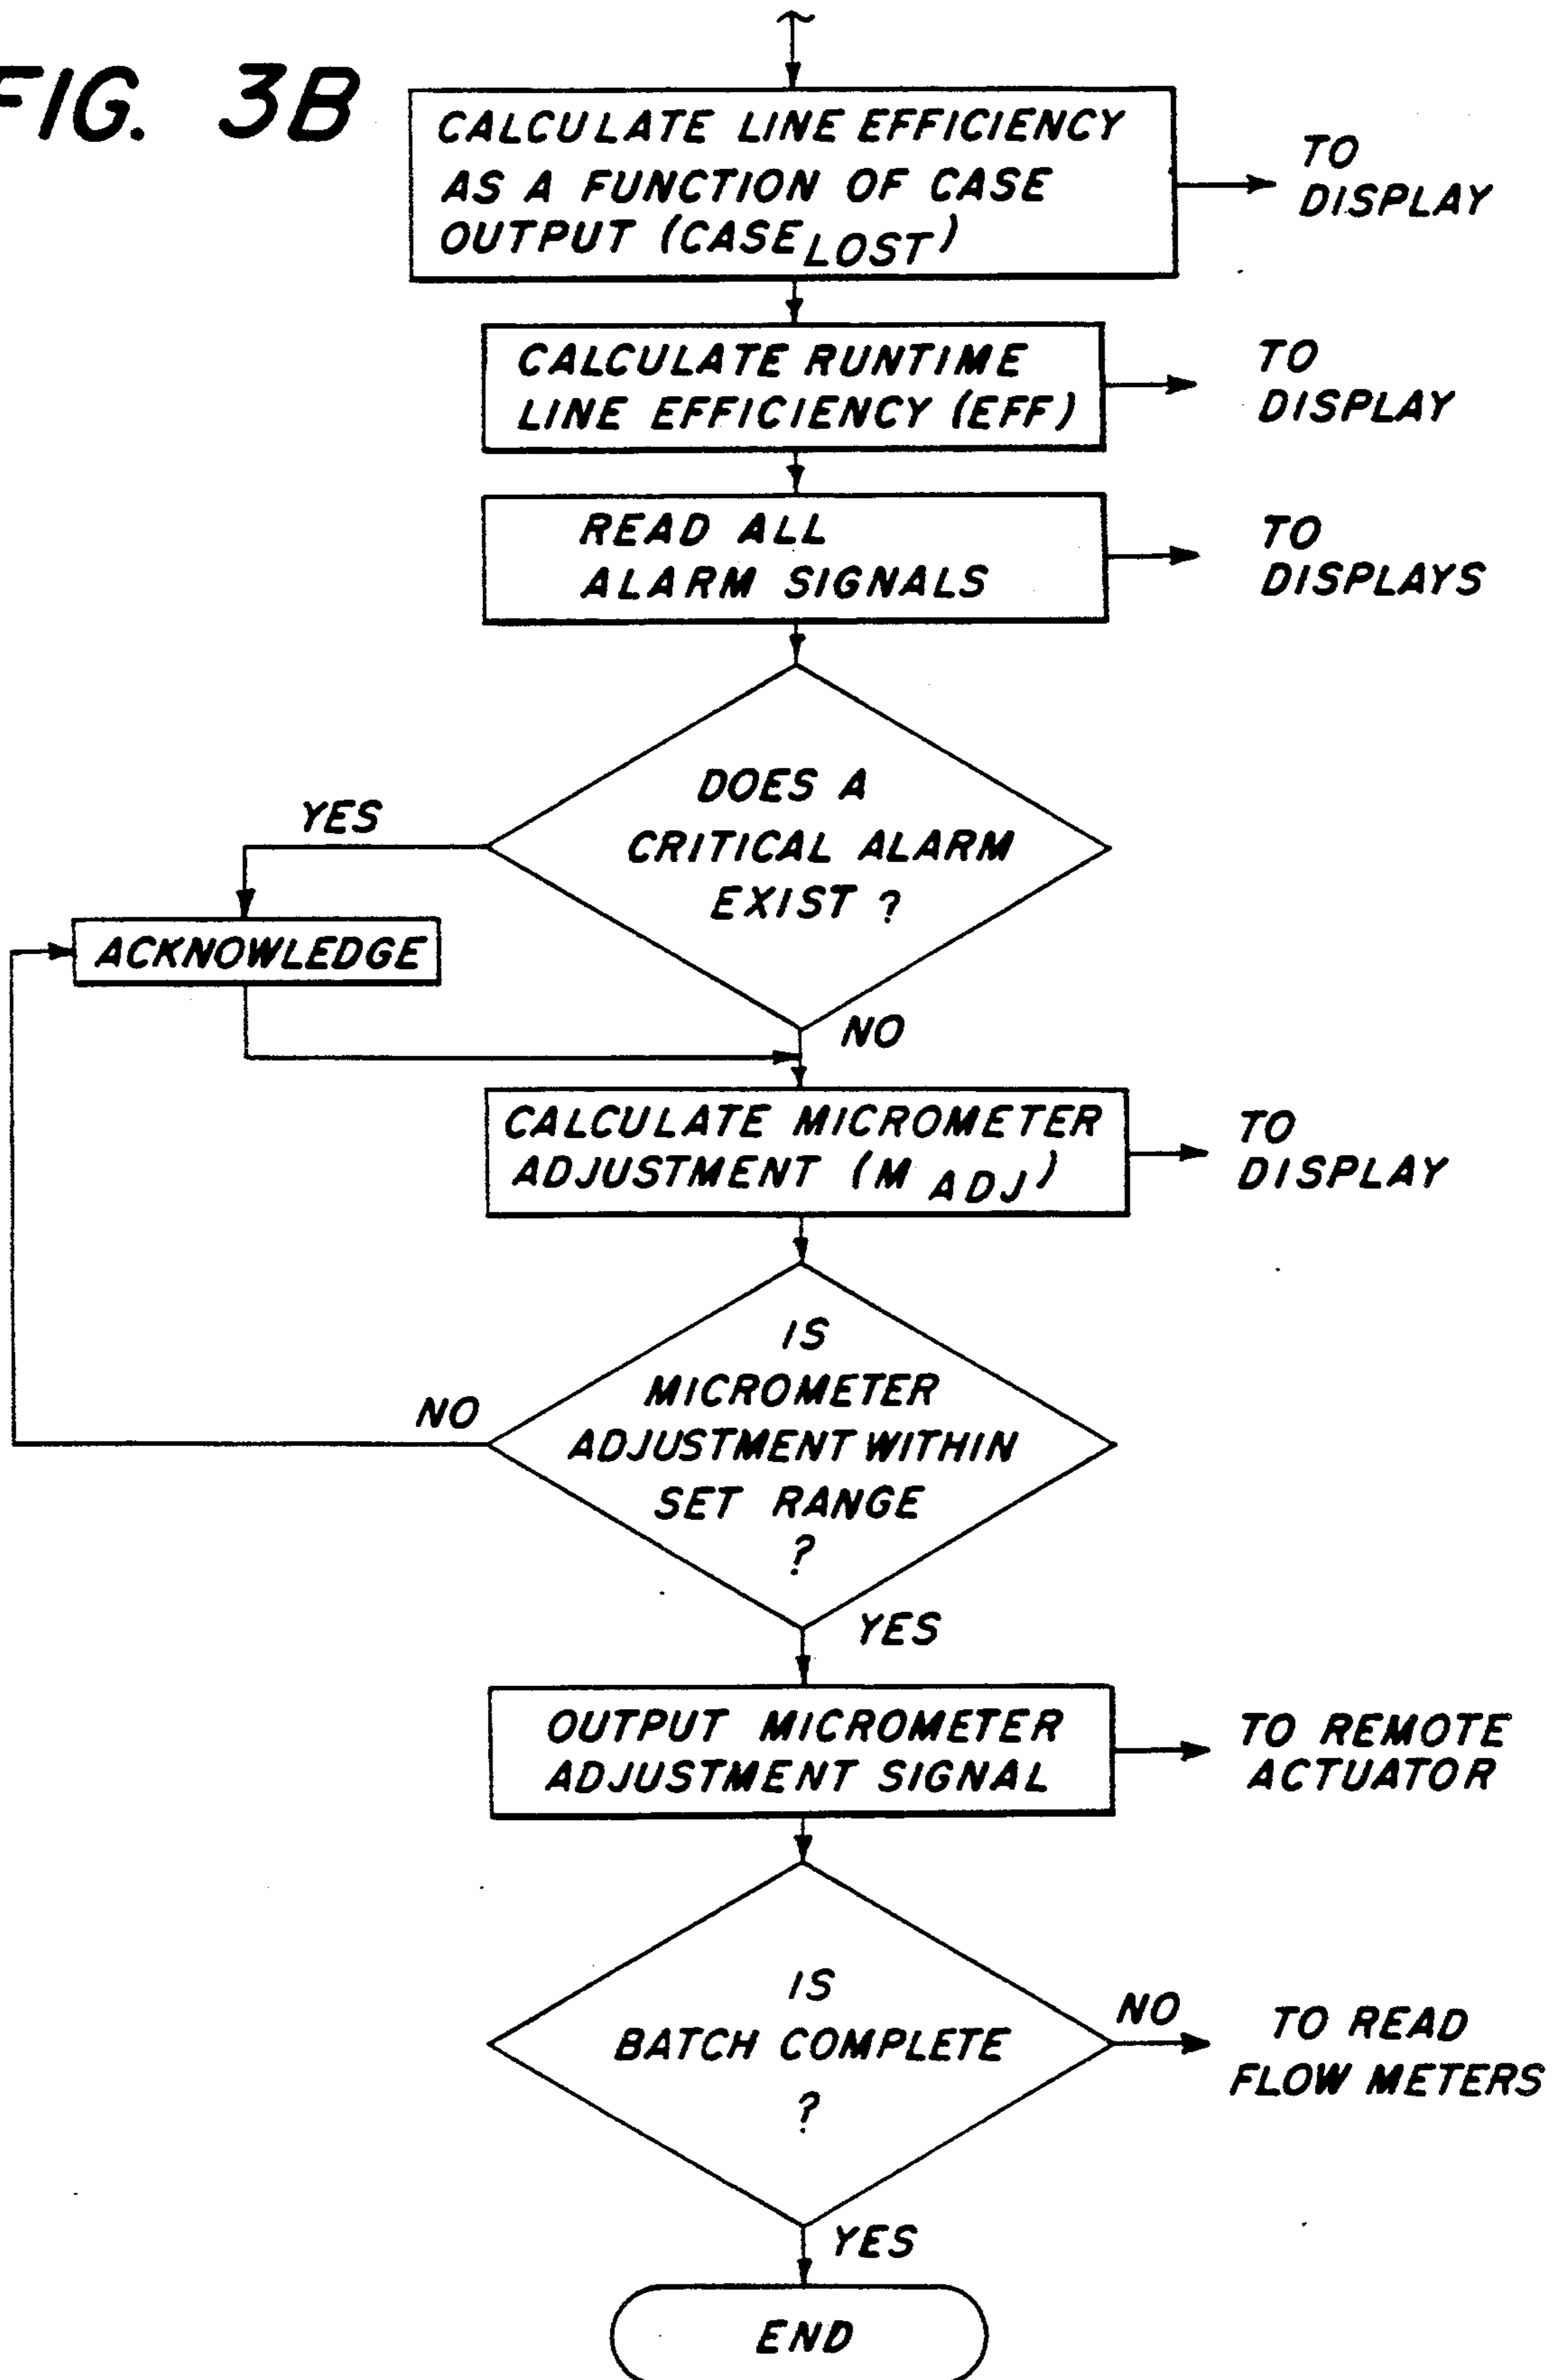 FIG. 3B
CALCULATE LINE EFFICIENCY
AS A FUNCTION OF CASE
OUTPUT (CASE LOST)
TO
DISPLAY
CALCULATE RUNTIME
LINE EFFICIENCY (EFF)
TO
DISPLAY
READ ALL
ALARM SIGNALS
TO
DISPLAYS
DOES A
CRITICAL ALARM
EXIST ?
YES
ACKNOWLEDGE
NO
CALCULATE MICROMETER
ADJUSTMENT (M ADJ)
TO
DISPLAY
IS
MICROMETER
ADJUSTMENT WITHIN
SET RANGE
?
NO
YES
OUTPUT MICROMETER
ADJUSTMENT SIGNAL
TO REMOTE
ACTUATOR
IS
BATCH COMPLETE
?
NO
TO READ
FLOW METERS
YES
END